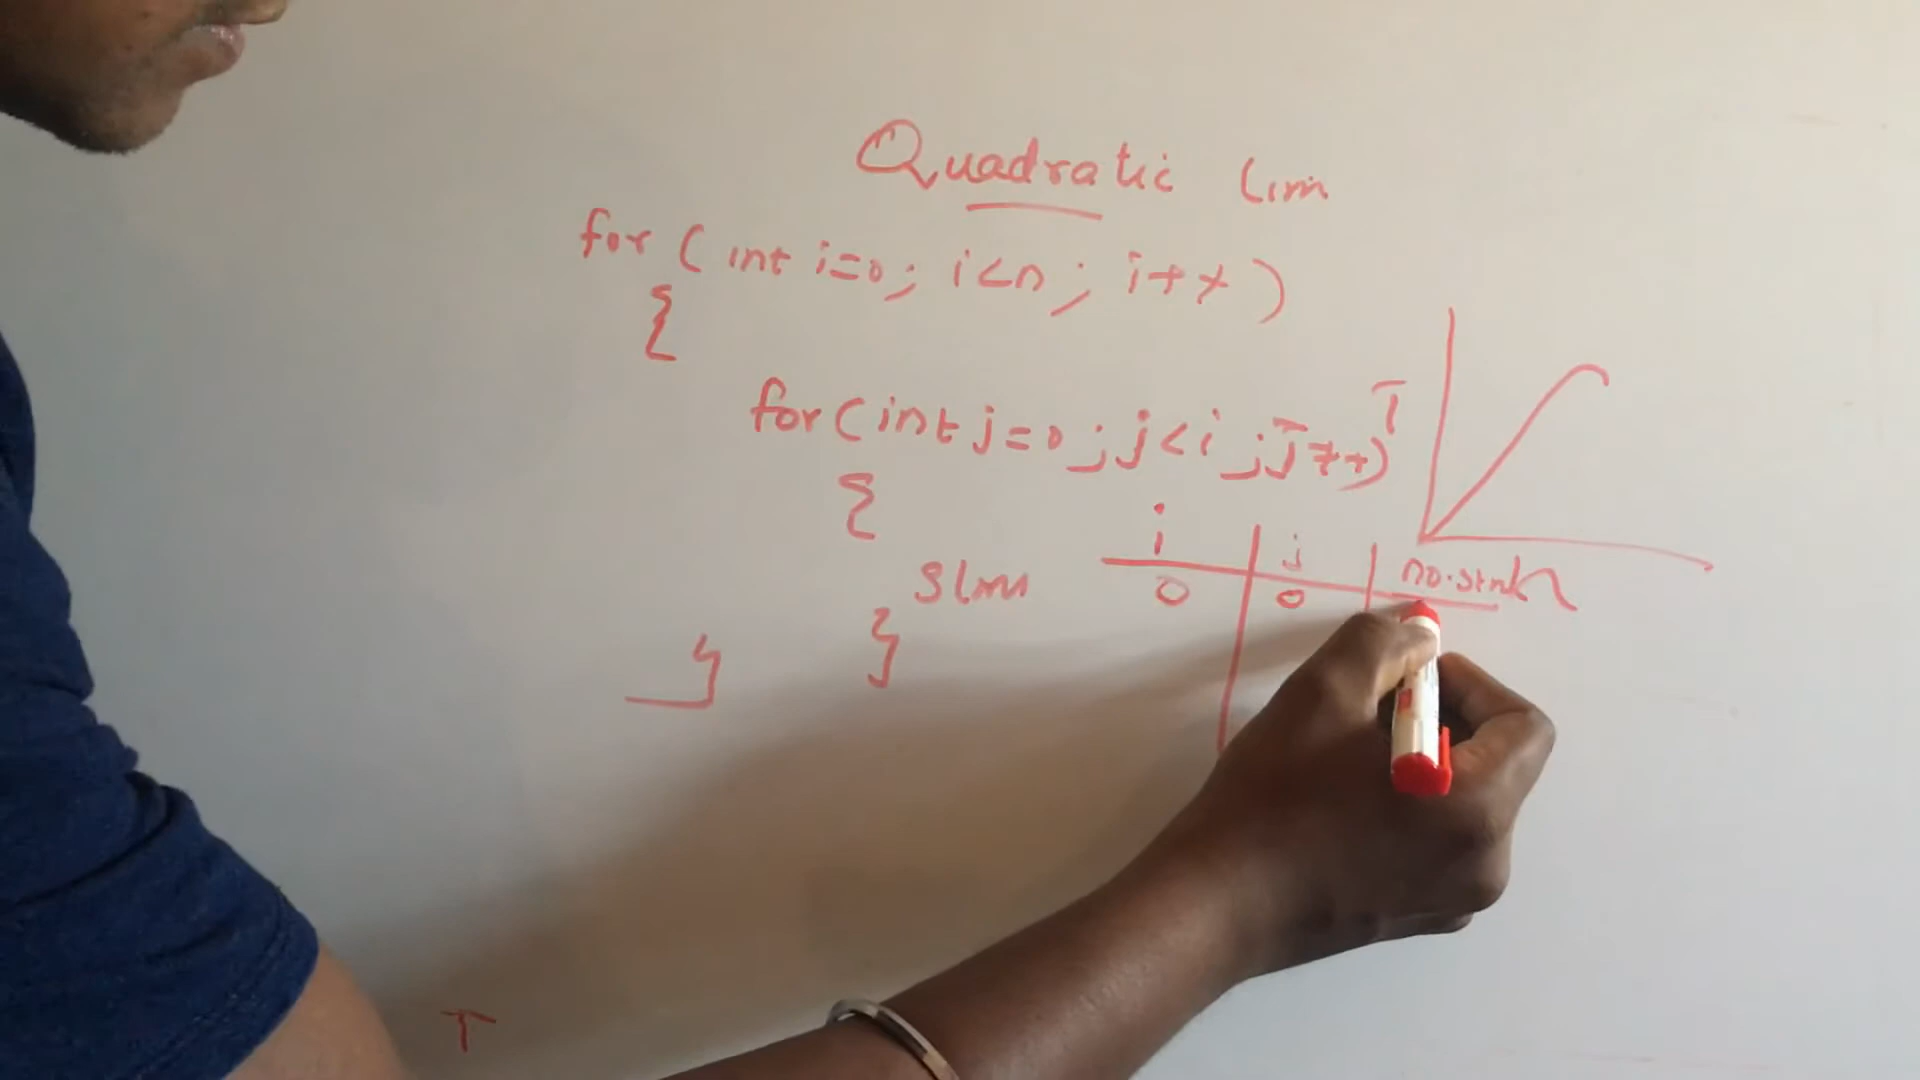 Quadratic
for (int i=0; i<n; i++)
{
for(int j=0; j<i; j++)
{
T
i j
0 0
}
}
T